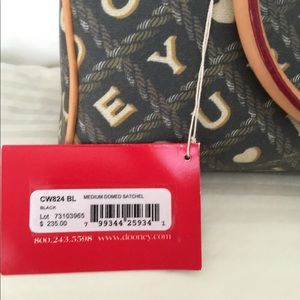 E Y U
E
CW824 BL MEDIUM DOMED SATCHEL
BLACK
Lot 73103965
$ 235.00
7 99344 25934 1
800.243.5598 www.dooney.com